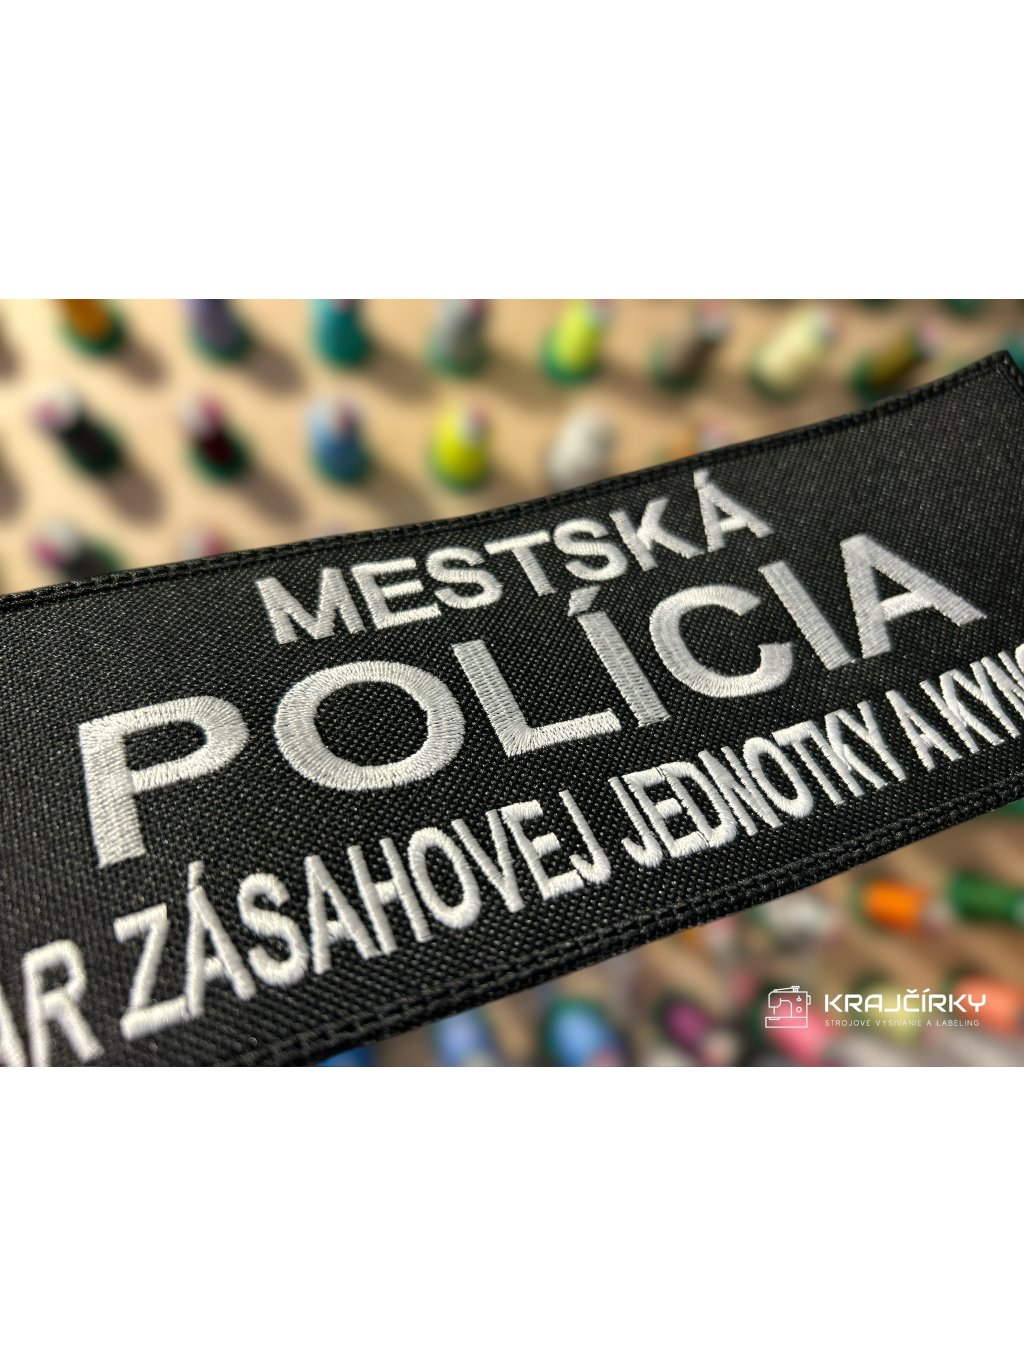 MESTSKÁ
POLÍCIA
ZÁSAHOVEJ JEDNOTKY A
KRAJČÍRKY
STROJOVÉ VYŠÍVANIE A LABELING